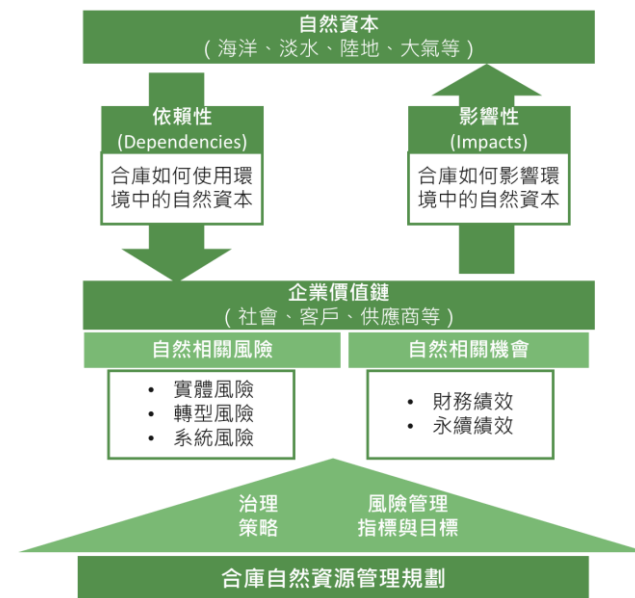 自然資本
(海洋、淡水、陸地、大氣等)
依賴性
(Dependencies)
合庫如何使用環
境中的自然資本
影響性
(Impacts)
合庫如何影響環
境中的自然資本
企業價值鏈
(社會、客戶、供應商等)
自然相關風險
• 實體風險
• 轉型風險
• 系統風險
自然相關機會
• 財務績效
• 永續績效
治理
策略
風險管理
指標與目標
合庫自然資源管理規劃